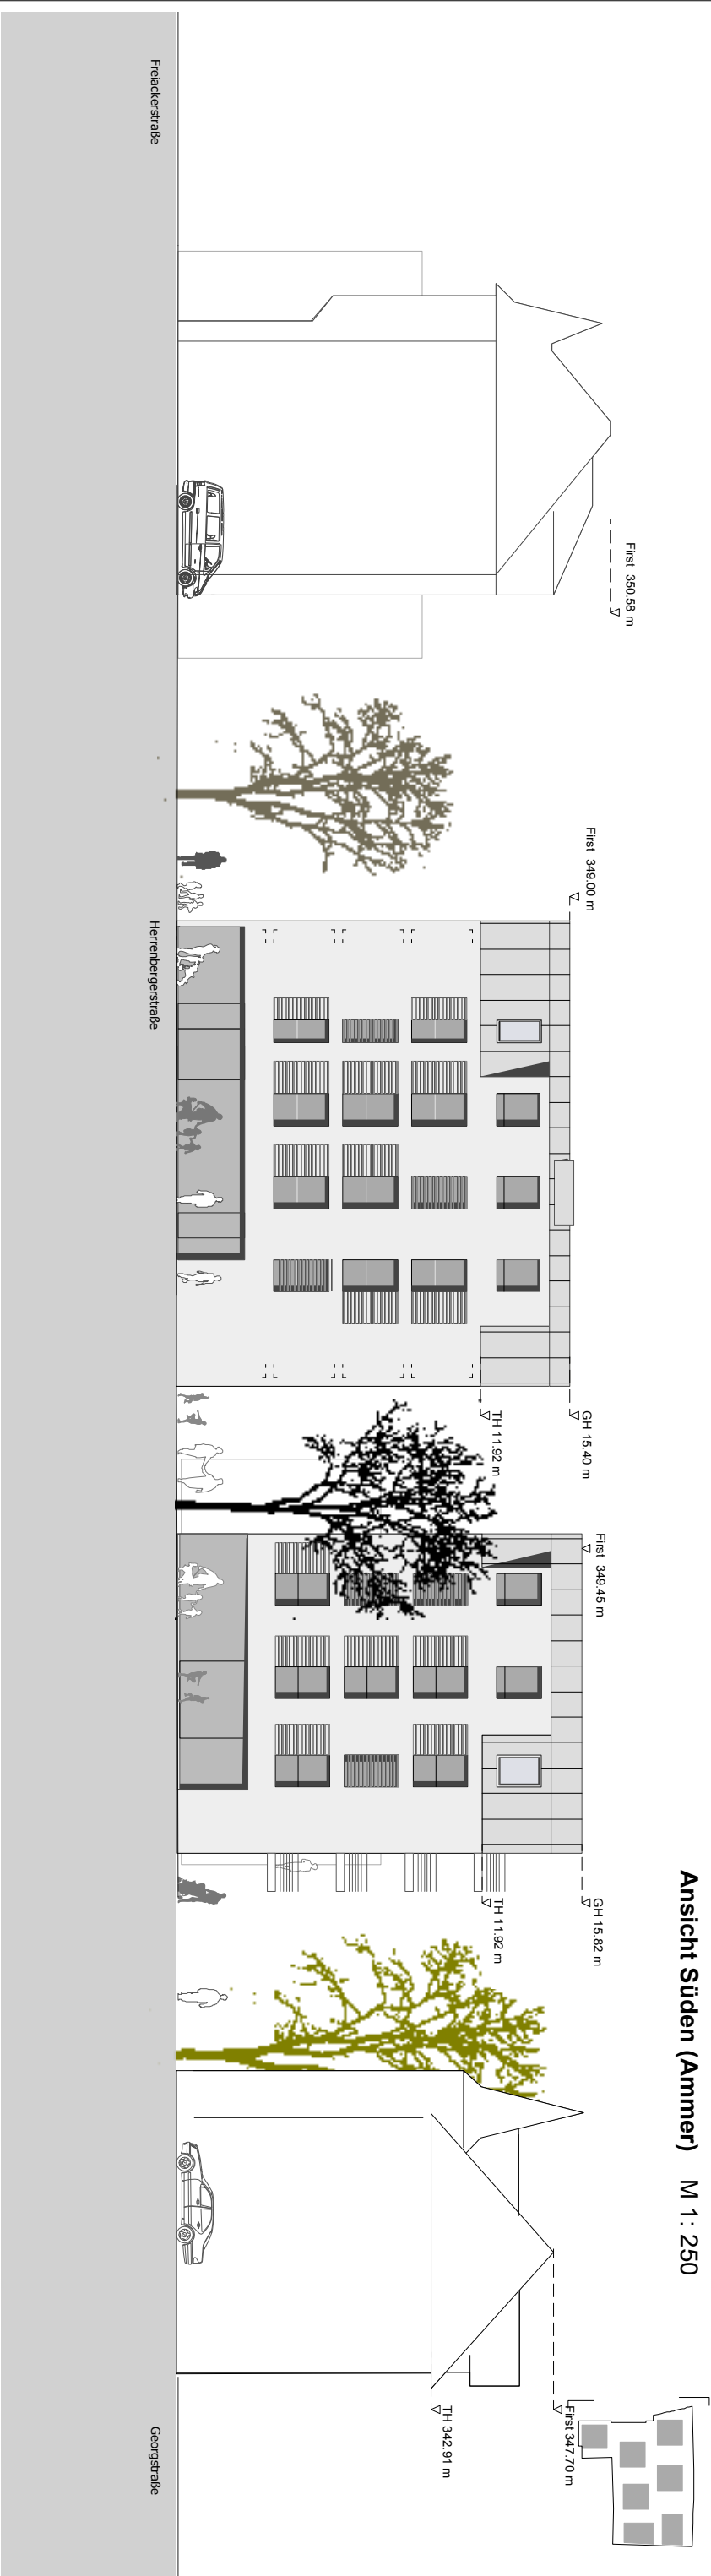 Ansicht Süden (Ammer) M 1: 250
First 350.58 m
First 349.00 m
GH 15.40 m
TH 11.92 m
First 349.45 m
GH 15.82 m
TH 11.92 m
First 347.70 m
TH 342.91 m
Freiackerstraße
Herrenbergerstraße
Georgstraße